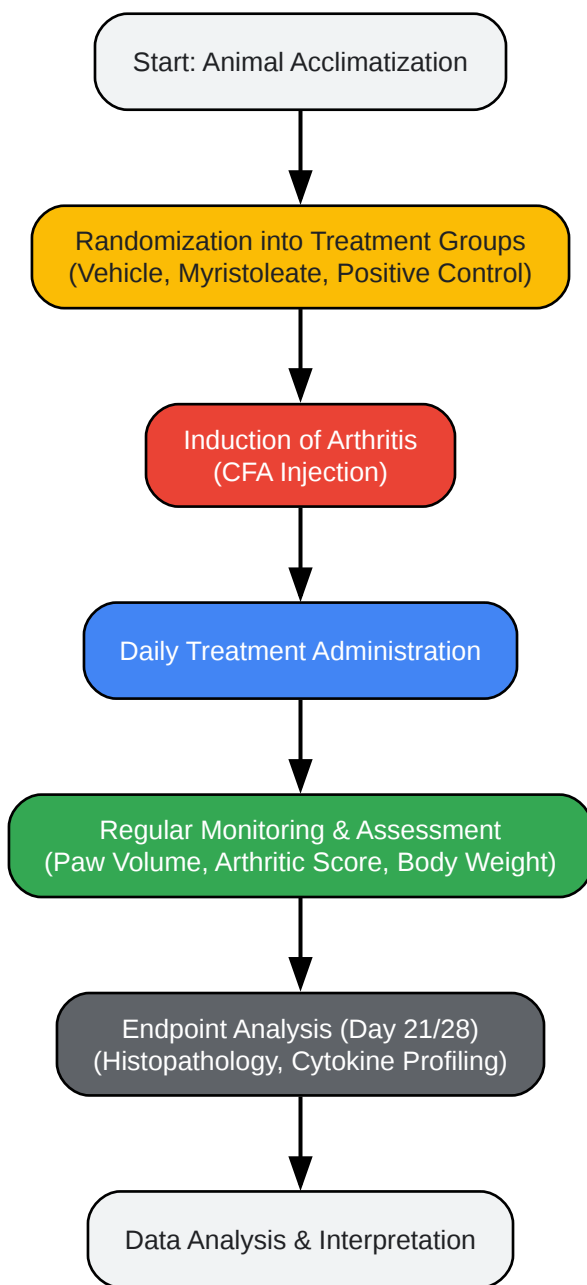 Start: Animal Acclimatization
Randomization into Treatment Groups
(Vehicle, Myristoleate, Positive Control)
Induction of Arthritis
(CFA Injection)
Daily Treatment Administration
Regular Monitoring & Assessment
(Paw Volume, Arthritic Score, Body Weight)
Endpoint Analysis (Day 21/28)
(Histopathology, Cytokine Profiling)
Data Analysis & Interpretation